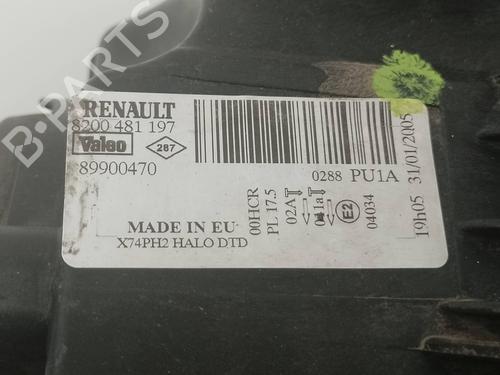 RENAULT
8200 481 197
Valeo
287
89900470
0288 PU1A
MADE IN EU
X74PH2 HALO DTD
00HCR
PL 17.5
02A
E2
04034
19h05 31/01/2005
B-PARTS